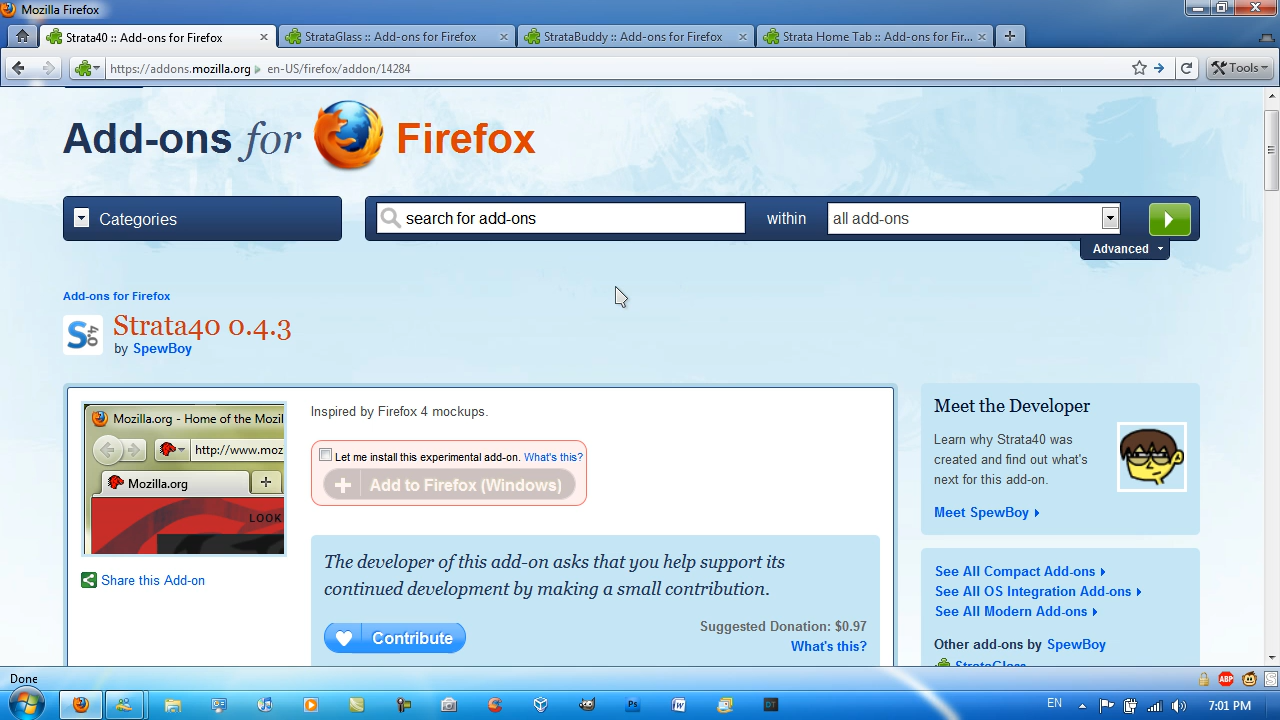 Mozilla Firefox
Strata40 :: Add-ons for Firefox
StrataGlass :: Add-ons for Firefox
StrataBuddy :: Add-ons for Firefox
Strata Home Tab :: Add-ons for Fir...
https://addons.mozilla.org en-US/firefox/addon/14284
Tools
Add-ons for Firefox
Categories
search for add-ons
within
all add-ons
Advanced
Add-ons for Firefox
S 4.0
Strata40 0.4.3
by SpewBoy
Mozilla.org - Home of the Mozil
http://www.moz
Mozilla.org
LOOK
Share this Add-on
Inspired by Firefox 4 mockups.
Let me install this experimental add-on. What's this?
Add to Firefox (Windows)
The developer of this add-on asks that you help support its
continued development by making a small contribution.
Contribute
Suggested Donation: $0.97
What's this?
Meet the Developer
Learn why Strata40 was
created and find out what's
next for this add-on.
Meet SpewBoy
See All Compact Add-ons
See All OS Integration Add-ons
See All Modern Add-ons
Other add-ons by SpewBoy
StrataGlass
Done
ABP
S
Ps
W
DT
EN
7:01 PM